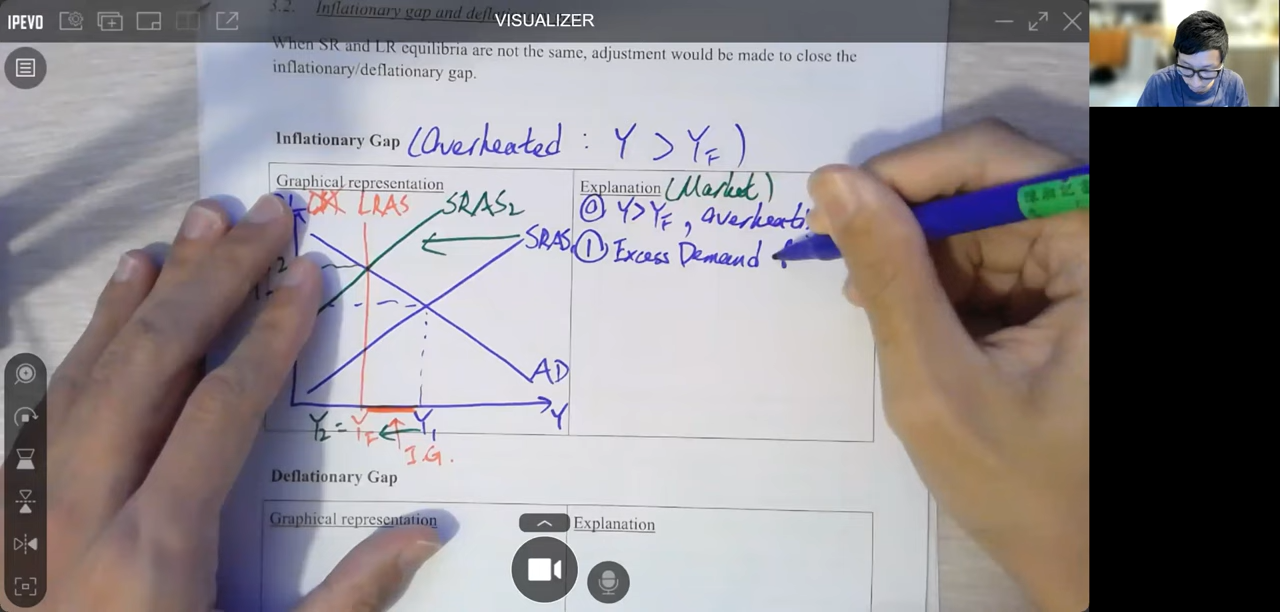 IPEVO
VISUALIZER
3.2. Inflationary gap and
When SR and LR equilibria are not the same, adjustment would be made to close the
inflationary/deflationary gap.
Inflationary Gap (Overheated : Y > YF)
Graphical representation
LRAS
SRAS2
SRAS
AD
Y
Y2 = YF
Y1
I.G.
Explanation (Market)
⓪ Y>YF, overheat
① Excess Demand
Deflationary Gap
Graphical representation
Explanation